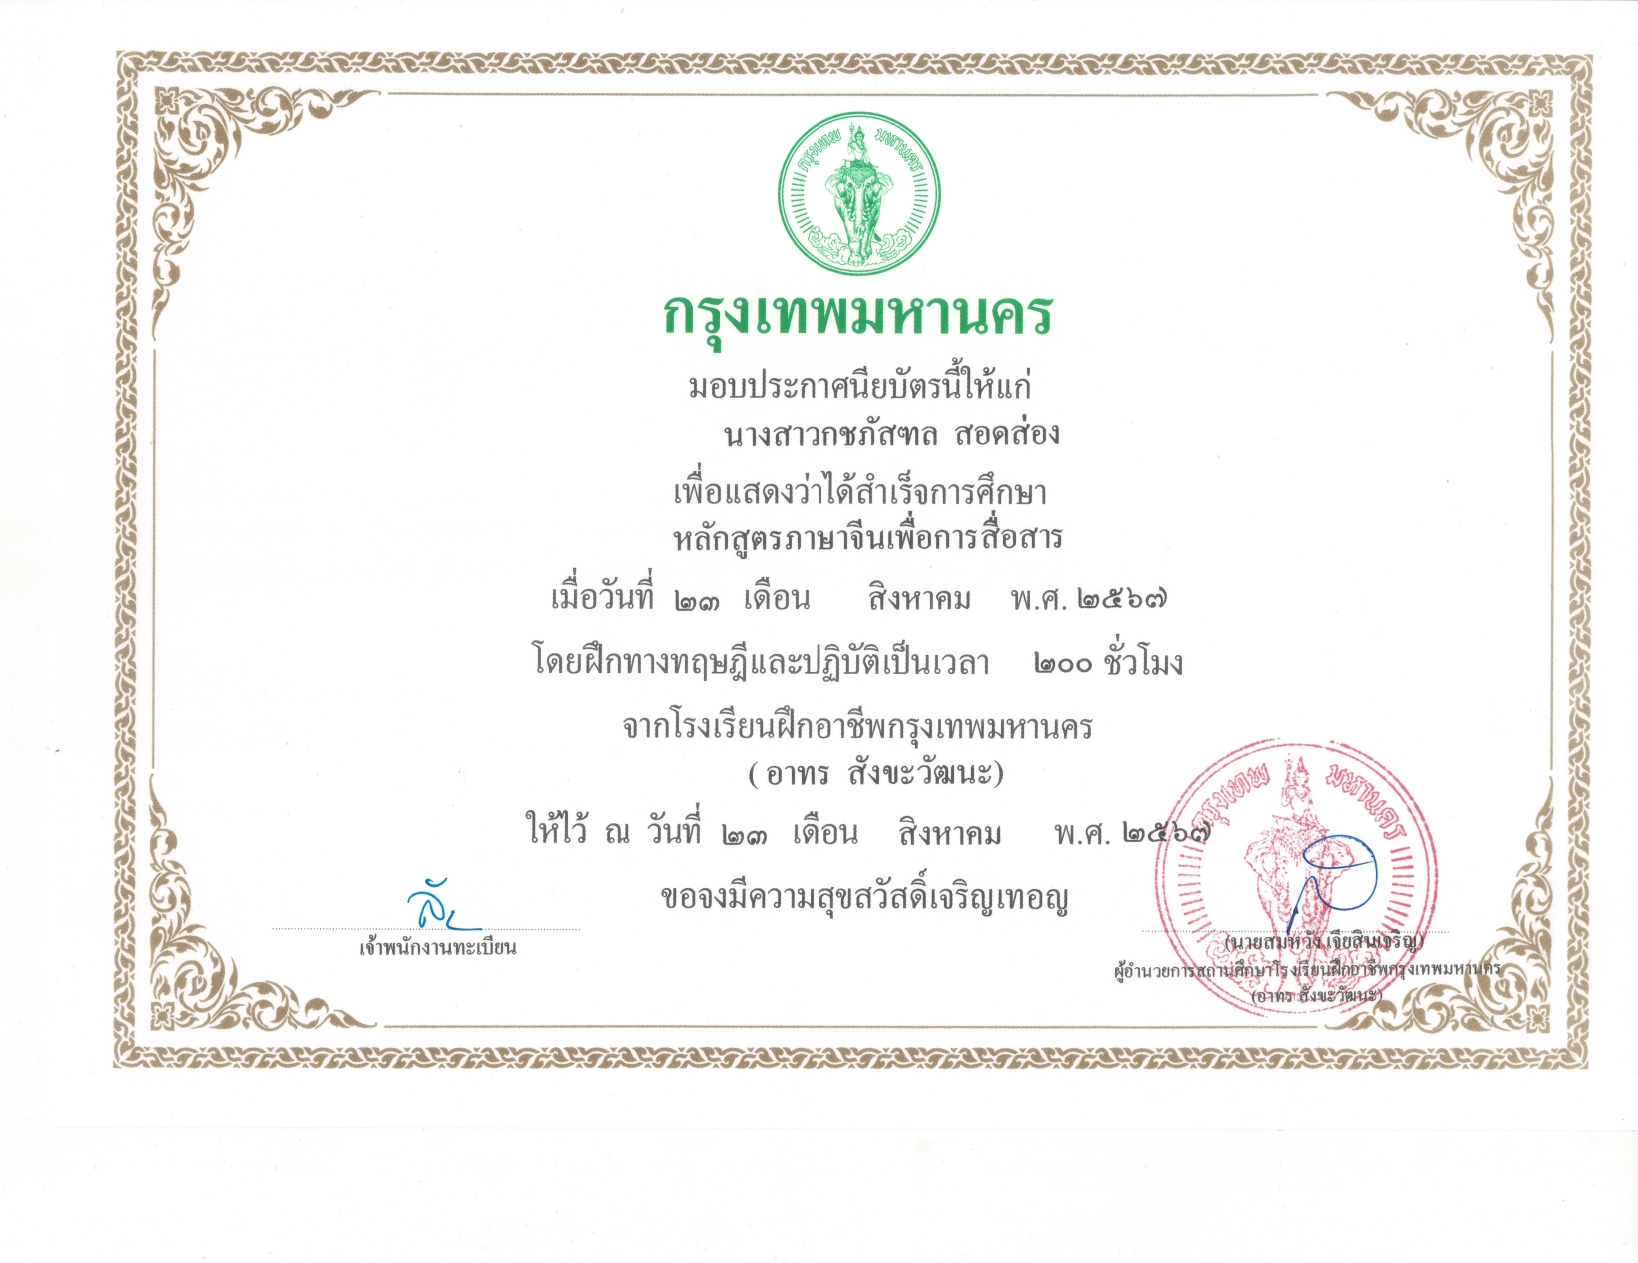 กรุงเทพ มหานคร
กรุงเทพมหานคร
มอบประกาศนียบัตรนี้ให้แก่
นางสาวกชภัสฑล สอดส่อง
เพื่อแสดงว่าได้สำเร็จการศึกษา
หลักสูตรภาษาจีนเพื่อการสื่อสาร
เมื่อวันที่ ๒๓ เดือน สิงหาคม พ.ศ. ๒๕๖๗
โดยฝึกทางทฤษฎีและปฏิบัติเป็นเวลา ๒๐๐ ชั่วโมง
จากโรงเรียนฝึกอาชีพกรุงเทพมหานคร
(อาทร สังขะวัฒนะ)
ให้ไว้ ณ วันที่ ๒๓ เดือน สิงหาคม พ.ศ. ๒๕๖๗
ขอจงมีความสุขสวัสดิ์เจริญเทอญ
เจ้าพนักงานทะเบียน
กรุงเทพ มหานคร
(นายสมหวัง เจียสินเจริญ)
ผู้อำนวยการสถานศึกษาโรงเรียนฝึกอาชีพกรุงเทพมหานคร
(อาทร สังขะวัฒนะ)